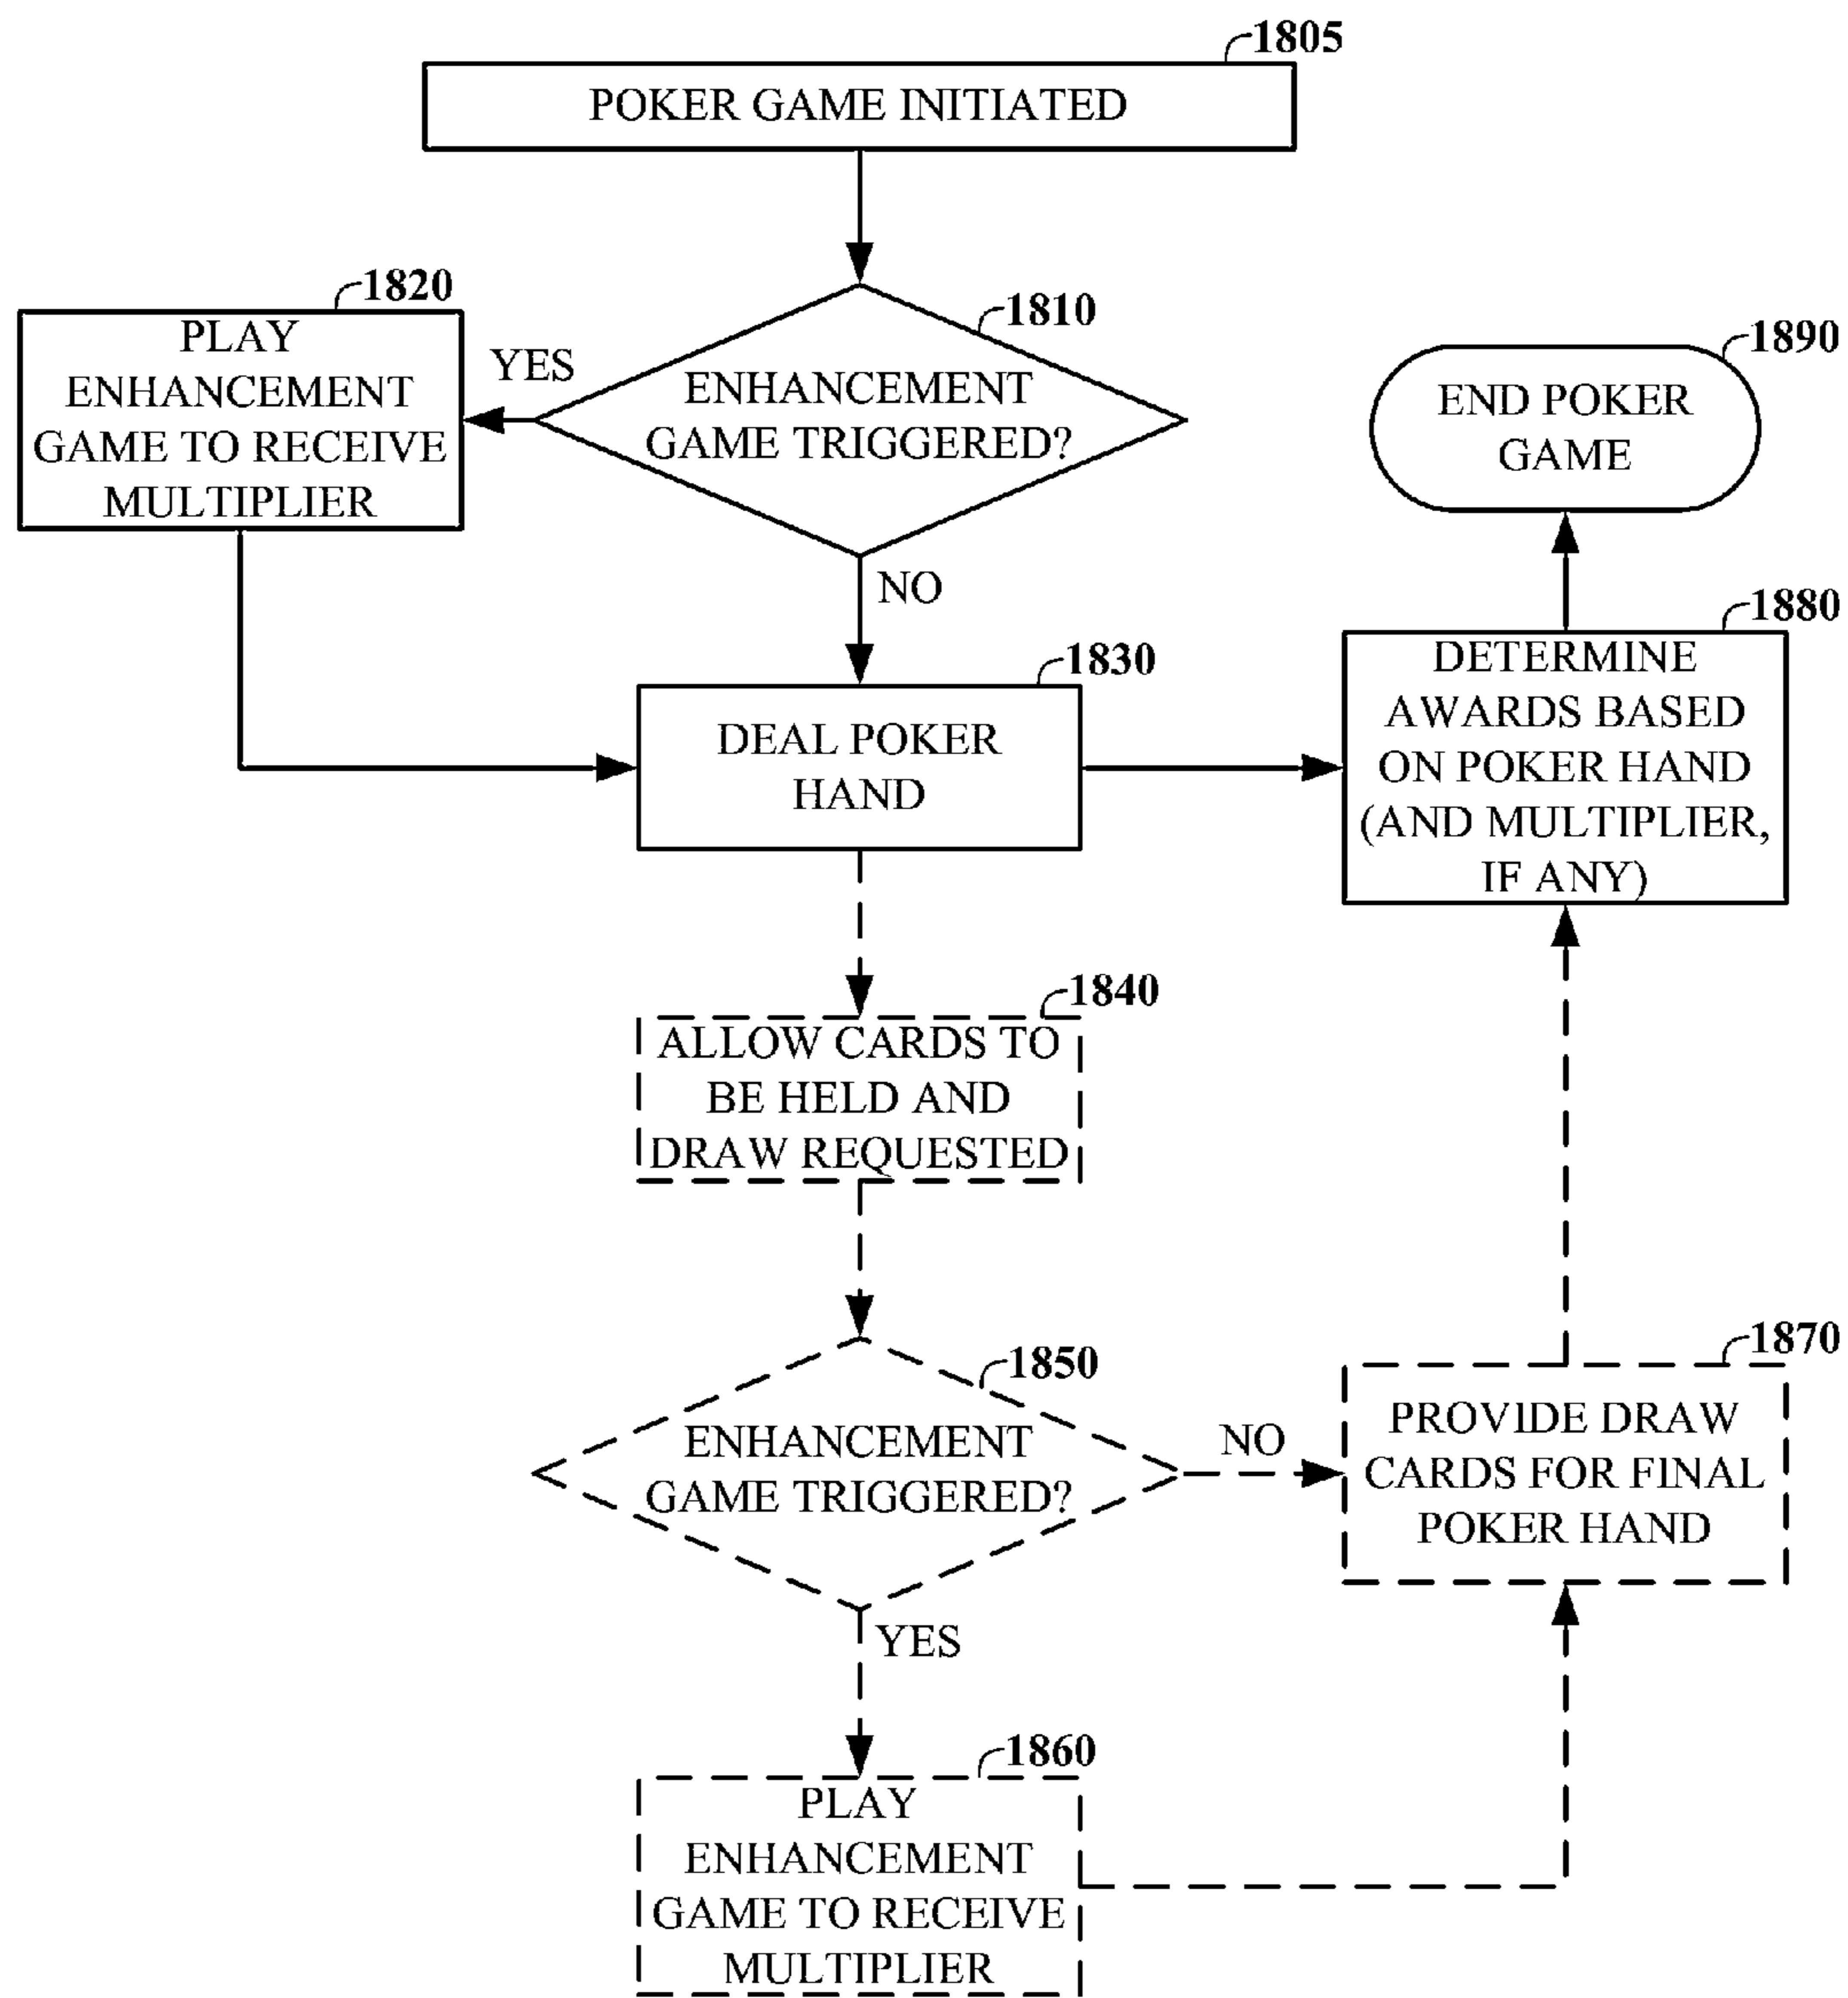 1805
POKER GAME INITIATED
1820
PLAY
ENHANCEMENT
GAME TO RECEIVE
MULTIPLIER
YES
1810
ENHANCEMENT
GAME TRIGGERED?
NO
1890
END POKER
GAME
1830
DEAL POKER
HAND
1880
DETERMINE
AWARDS BASED
ON POKER HAND
(AND MULTIPLIER,
IF ANY)
1840
ALLOW CARDS TO
BE HELD AND
DRAW REQUESTED
1850
ENHANCEMENT
GAME TRIGGERED?
NO
YES
1870
PROVIDE DRAW
CARDS FOR FINAL
POKER HAND
1860
PLAY
ENHANCEMENT
GAME TO RECEIVE
MULTIPLIER